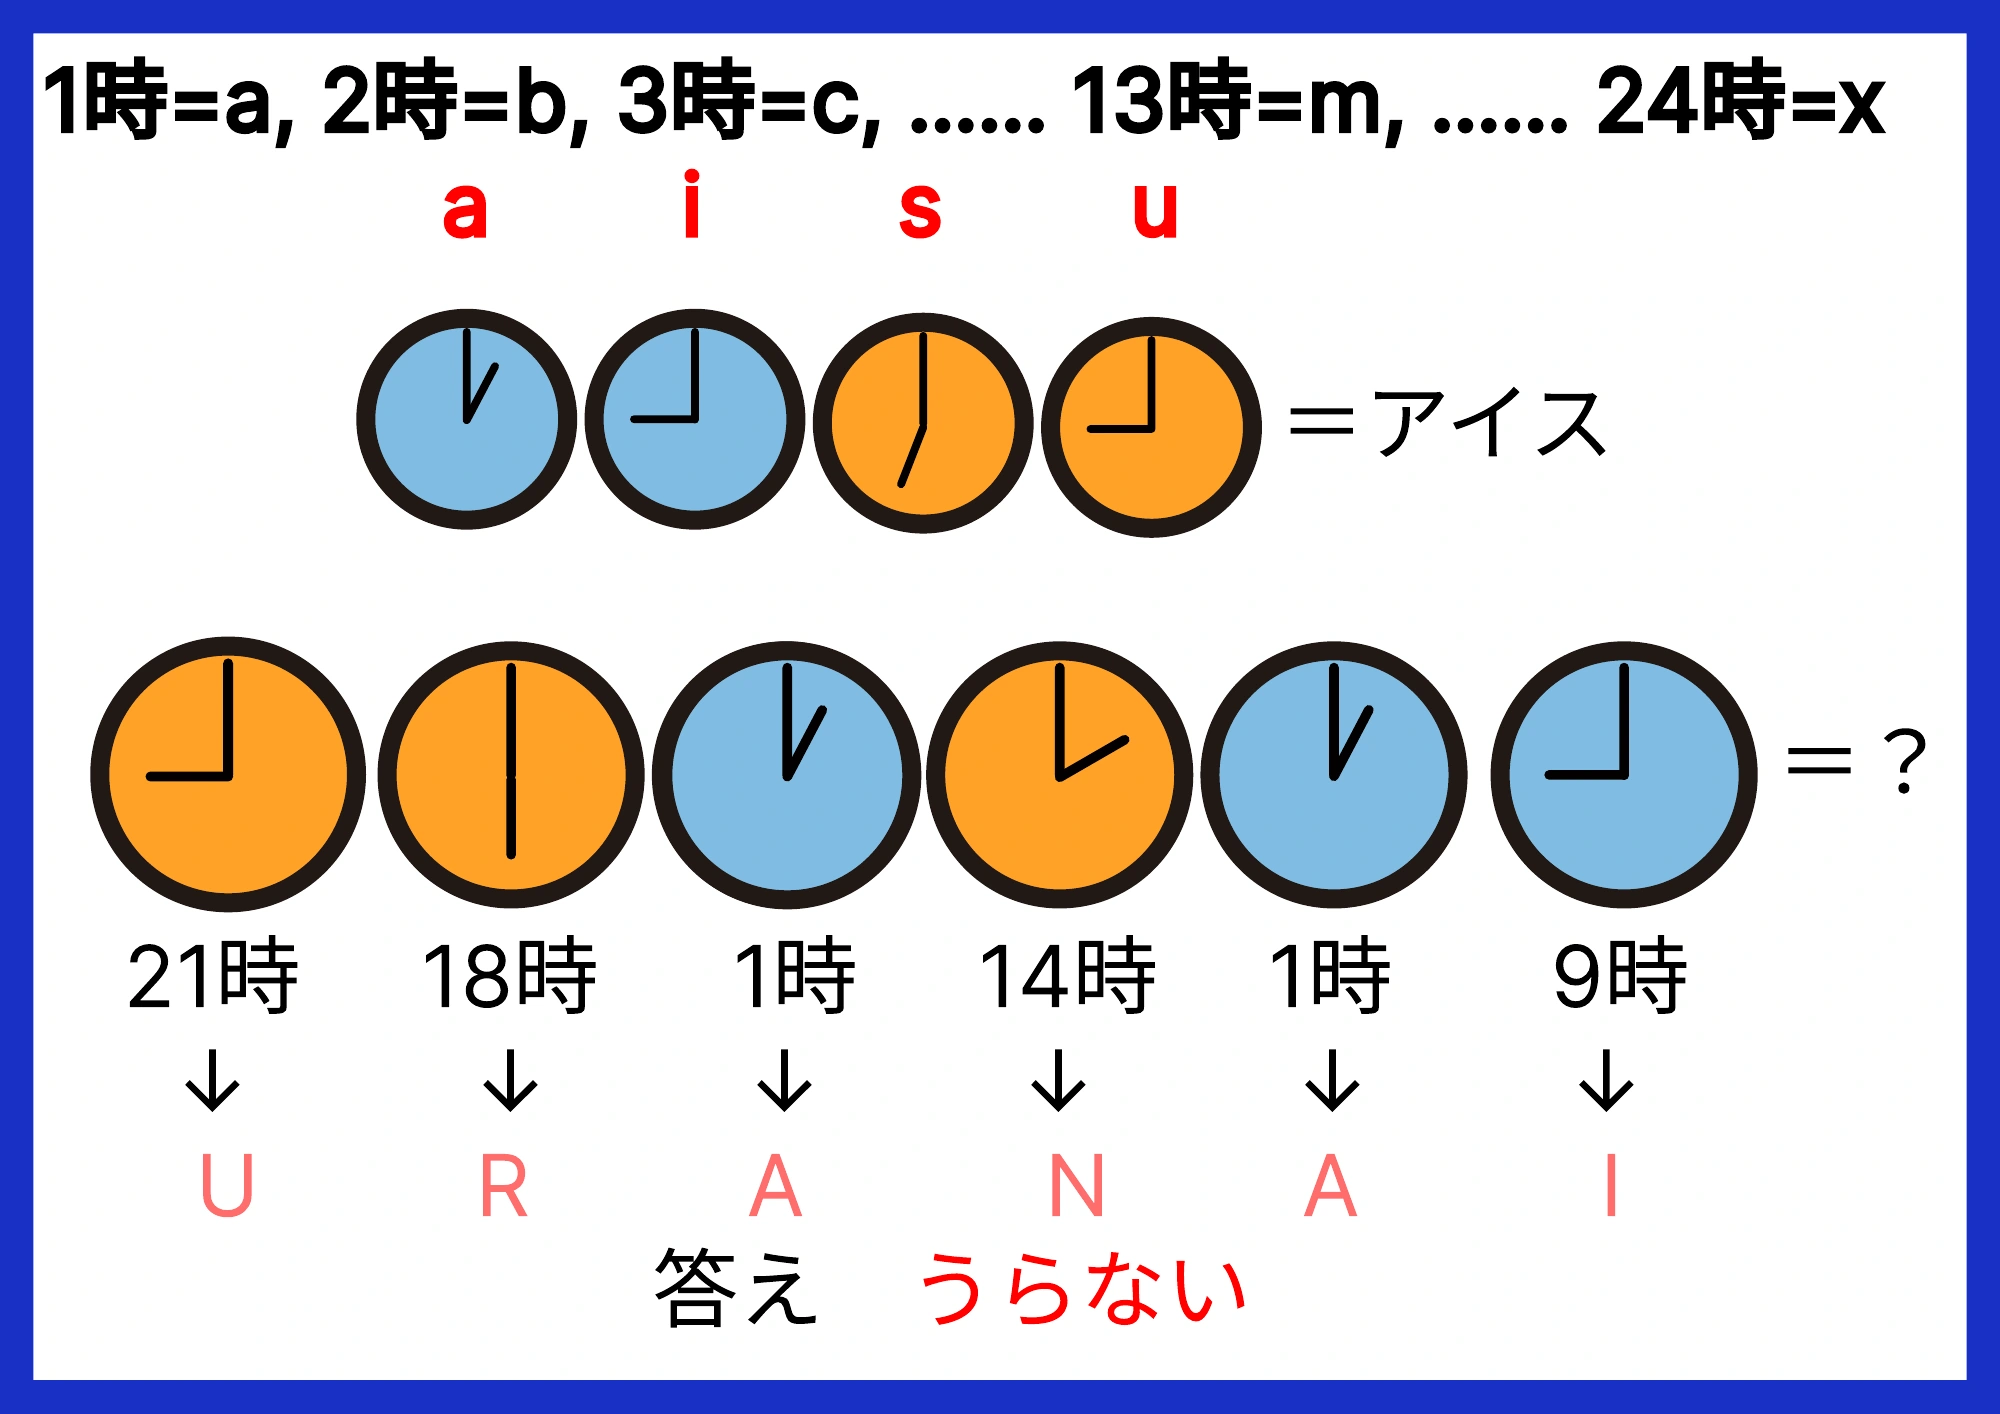 1時=a, 2時=b, 3時=c, ...... 13時=m, ...... 24時=x
a i s u
＝アイス
＝？
21時 18時 1時 14時 1時 9時
↓ ↓ ↓ ↓ ↓ ↓
U R A N A I
答え　うらない